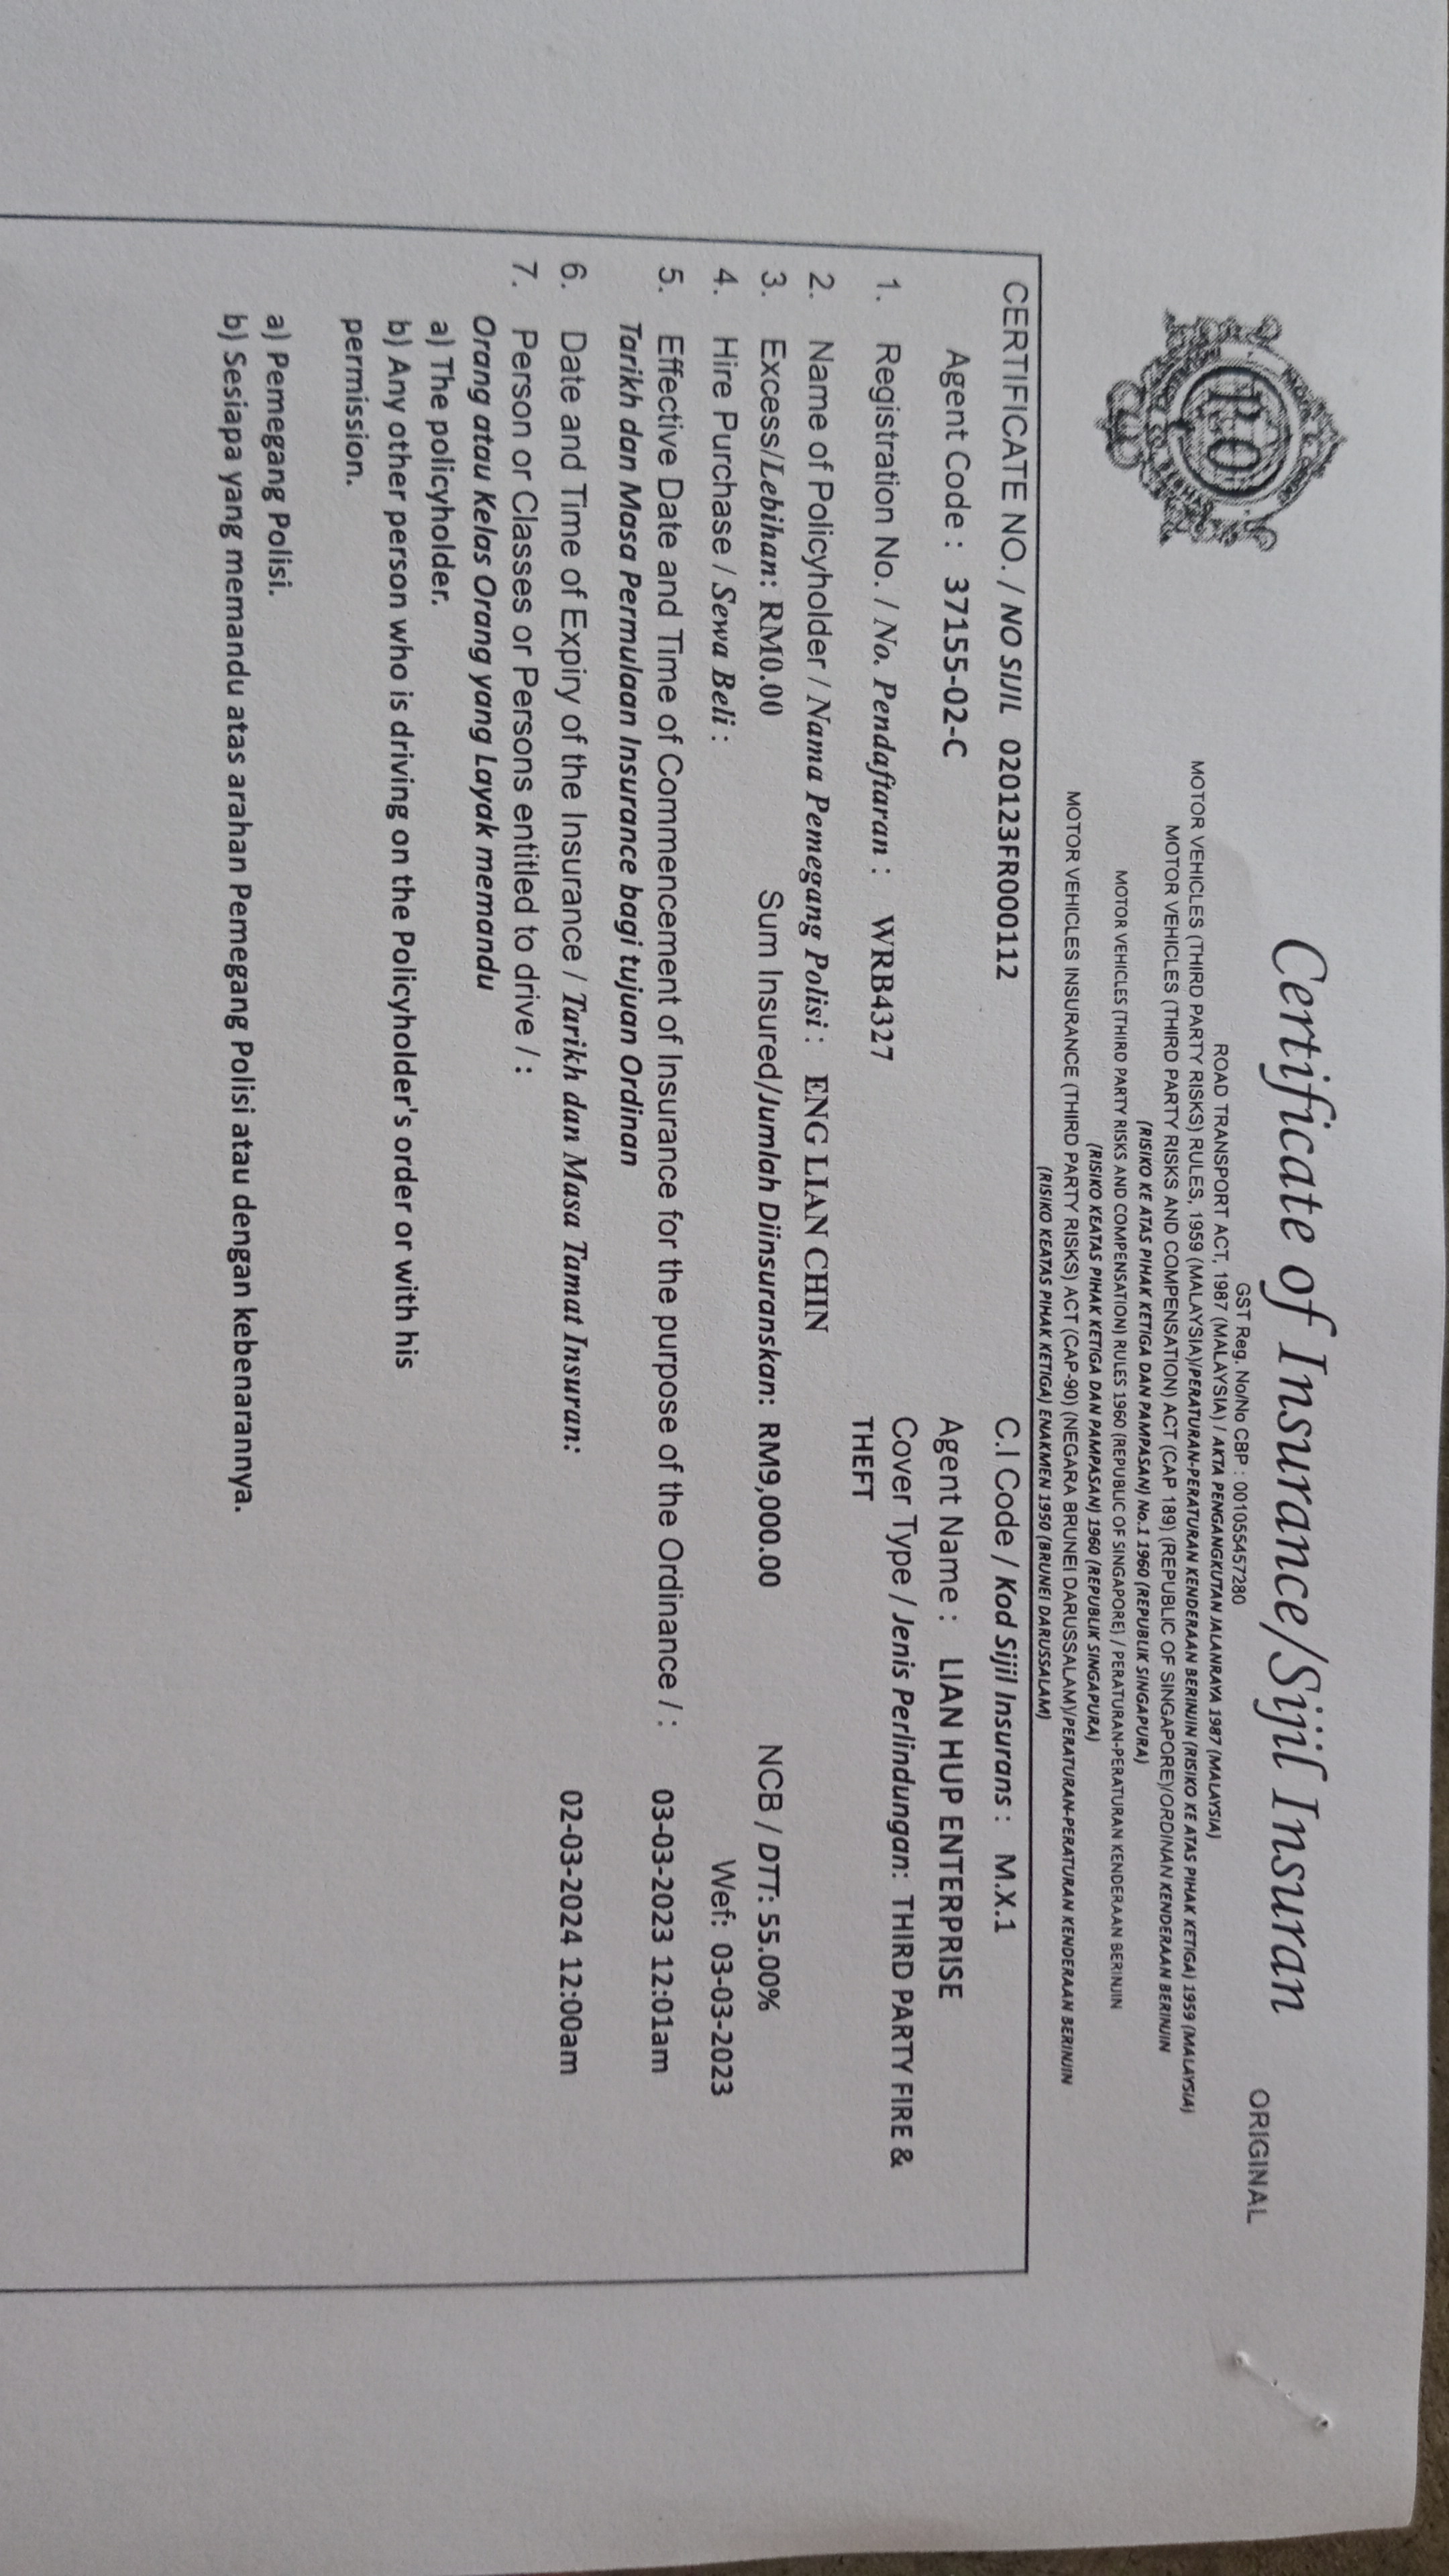 Certificate of Insurance/Sijil Insuran
ORIGINAL
P.O
GST Reg. No/No CBP : 001055457280
ROAD TRANSPORT ACT, 1987 (MALAYSIA) / AKTA PENGANGKUTAN JALANRAYA 1987 (MALAYSIA)
MOTOR VEHICLES (THIRD PARTY RISKS) RULES, 1959 (MALAYSIA)/PERATURAN-PERATURAN KENDERAAN BERINJIN (RISIKO KE ATAS PIHAK KETIGA) 1959 (MALAYSIA)
MOTOR VEHICLES (THIRD PARTY RISKS AND COMPENSATION) ACT (CAP 189) (REPUBLIC OF SINGAPORE)/ORDINAN KENDERAAN BERINJIN
(RISIKO KE ATAS PIHAK KETIGA DAN PAMPASAN) No.1 1960 (REPUBLIK SINGAPURA)
MOTOR VEHICLES (THIRD PARTY RISKS AND COMPENSATION) RULES 1960 (REPUBLIC OF SINGAPORE) / PERATURAN-PERATURAN KENDERAAN BERINJIN
(RISIKO KEATAS PIHAK KETIGA DAN PAMPASAN) 1960 (REPUBLIK SINGAPURA)
MOTOR VEHICLES INSURANCE (THIRD PARTY RISKS) ACT (CAP-90) (NEGARA BRUNEI DARUSSALAM)/PERATURAN-PERATURAN KENDERAAN BERINJIN
(RISIKO KEATAS PIHAK KETIGA) ENAKMEN 1950 (BRUNEI DARUSSALAM)
CERTIFICATE NO. / NO SIJIL 020123FR000112 C.I Code / Kod Sijil Insurans : M.X.1
Agent Code : 37155-02-C Agent Name : LIAN HUP ENTERPRISE
Cover Type / Jenis Perlindungan: THIRD PARTY FIRE &
THEFT
1. Registration No. / No. Pendaftaran : WRB4327
2. Name of Policyholder / Nama Pemegang Polisi : ENG LIAN CHIN
3. Excess/Lebihan: RM0.00 Sum Insured/Jumlah Diinsuranskan: RM9,000.00 NCB / DTT: 55.00%
4. Hire Purchase / Sewa Beli : Wef: 03-03-2023
5. Effective Date and Time of Commencement of Insurance for the purpose of the Ordinance / : 03-03-2023 12:01am
Tarikh dan Masa Permulaan Insurance bagi tujuan Ordinan
6. Date and Time of Expiry of the Insurance / Tarikh dan Masa Tamat Insuran: 02-03-2024 12:00am
7. Person or Classes or Persons entitled to drive / :
Orang atau Kelas Orang yang Layak memandu
a) The policyholder.
b) Any other person who is driving on the Policyholder's order or with his
permission.
a) Pemegang Polisi.
b) Sesiapa yang memandu atas arahan Pemegang Polisi atau dengan kebenarannya.